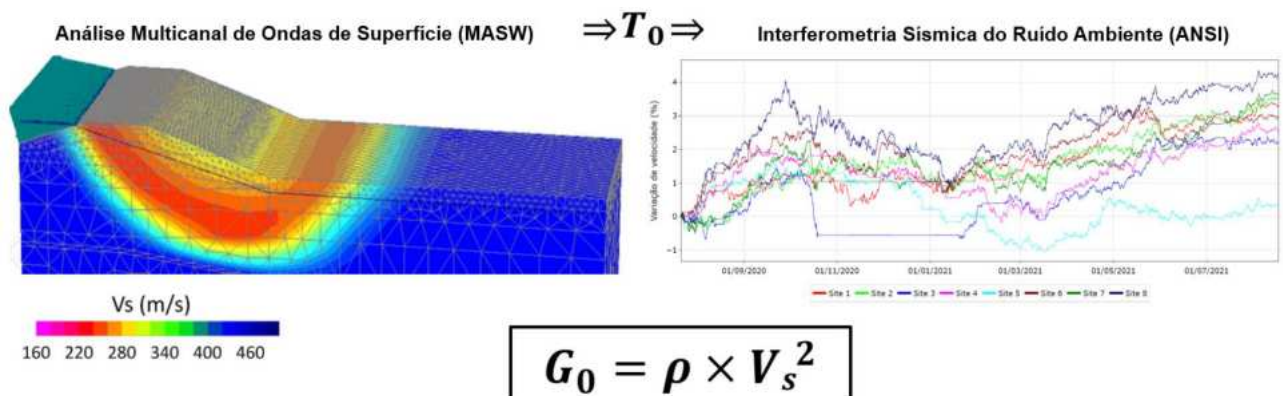 Análise Multicanal de Ondas de Superfície (MASW)
⇒T₀⇒
Interferometria Sísmica do Ruído Ambiente (ANSI)
Variação de velocidade (%)
4
3
2
1
0
−1
01/09/2020 01/11/2020 01/01/2021 01/03/2021 01/05/2021 01/07/2021
Site 1 Site 2 Site 3 Site 4 Site 5 Site 6 Site 7 Site 8
Vs (m/s)
160 220 280 340 400 460
G₀ = ρ × Vₛ²